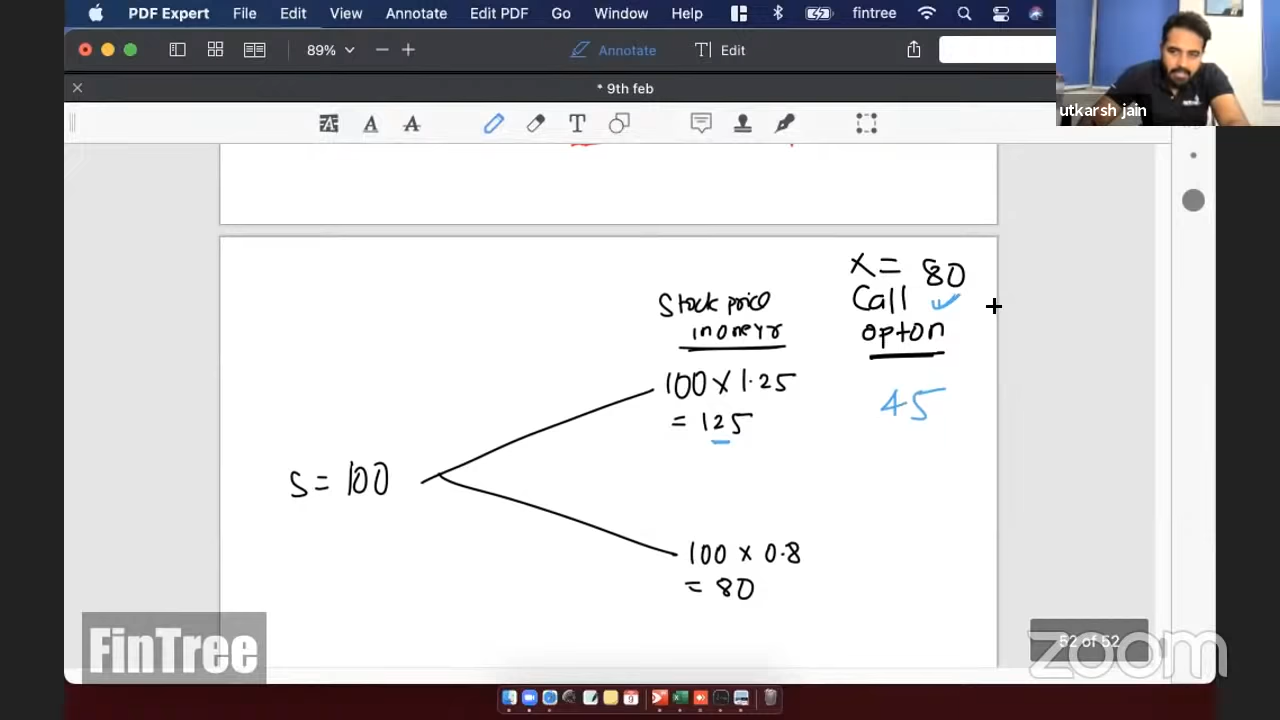 PDF Expert File Edit View Annotate Edit PDF Go Window Help fintree
89% Annotate T Edit
* 9th feb
A A A T
utkarsh jain
x = 80
Stock price Call
in one yr opton
100 x 1.25
= 125 45
s = 100
100 x 0.8
= 80
FinTree
52 of 52
zoom